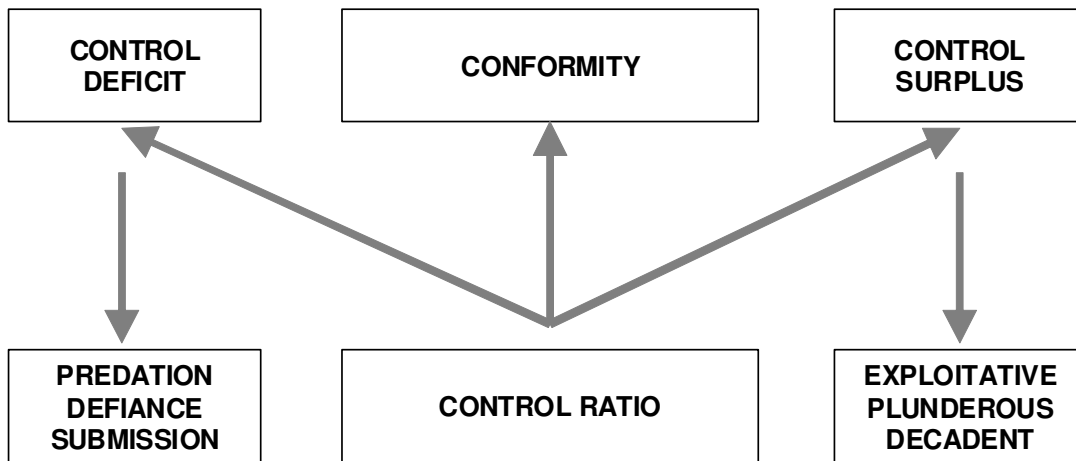 CONTROL
DEFICIT
CONFORMITY
CONTROL
SURPLUS
PREDATION
DEFIANCE
SUBMISSION
CONTROL RATIO
EXPLOITATIVE
PLUNDEROUS
DECADENT